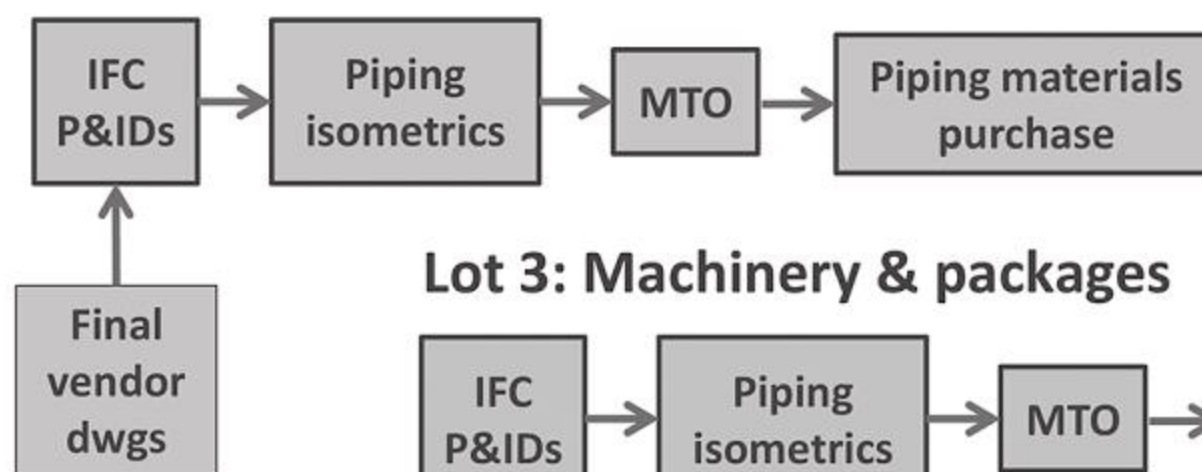 IFC
P&IDs
Piping
isometrics
MTO
Piping materials
purchase
Final
vendor
dwgs
Lot 3: Machinery & packages
IFC
P&IDs
Piping
isometrics
MTO